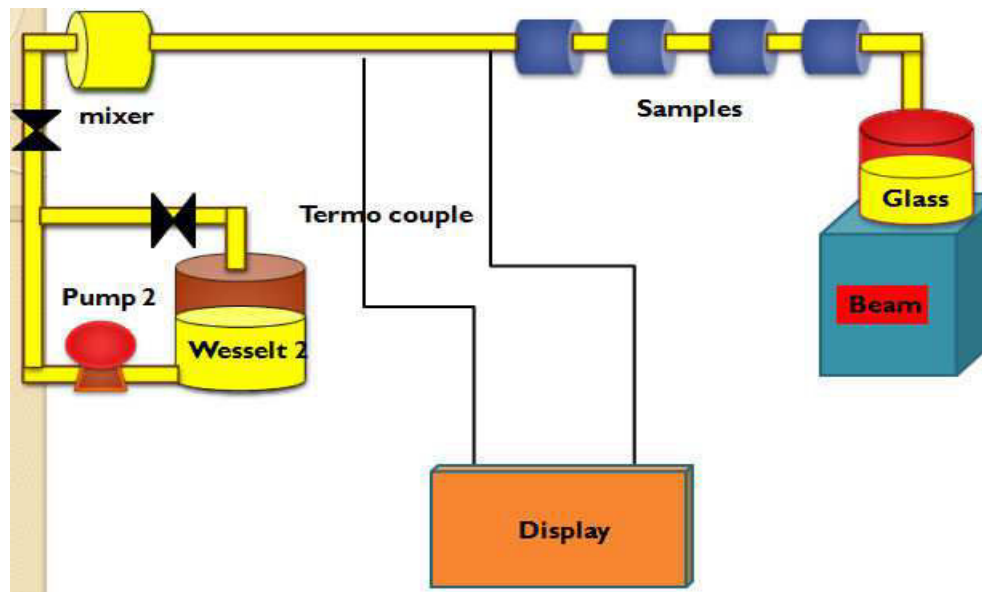 mixer
Samples
Glass
Termo couple
Pump 2
Beam
Wesselt 2
Display